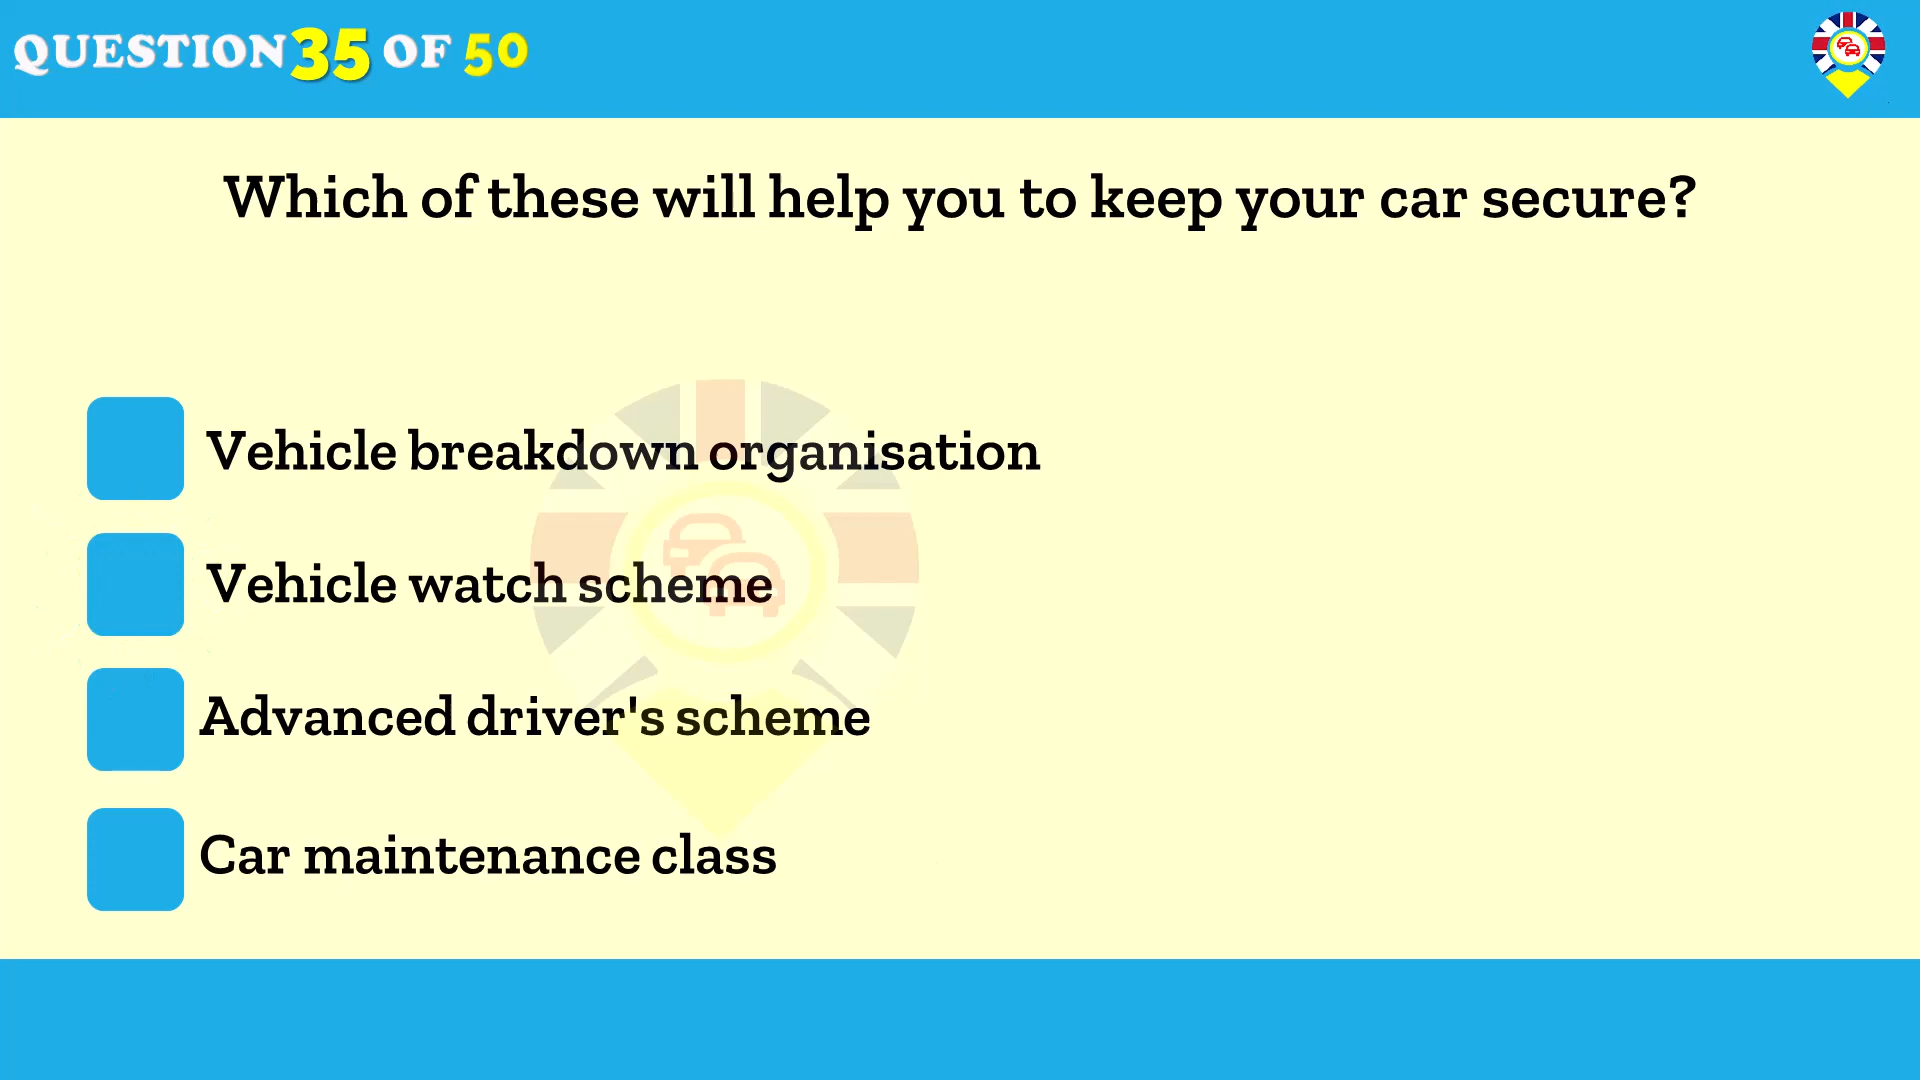 QUESTION 35 OF 50
Which of these will help you to keep your car secure?
Vehicle breakdown organisation
Vehicle watch scheme
Advanced driver's scheme
Car maintenance class